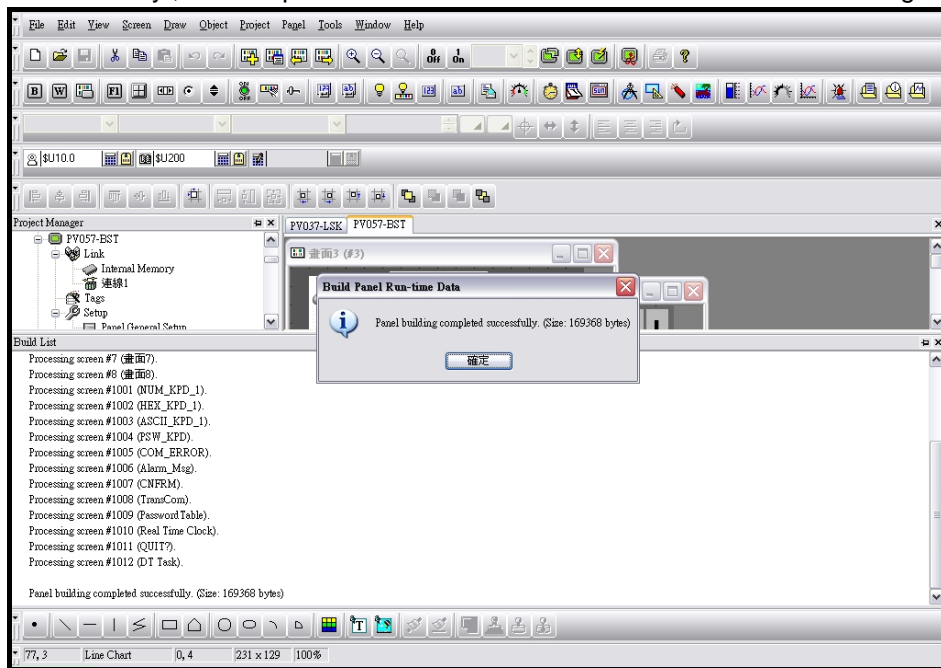 File Edit View Screen Draw Object Project Panel Tools Window Help
Off On
$U10.0 $U200
Project Manager
PV057-BST
Link
Internal Memory
連線1
Tags
Setup
Panel General Setup
PV037-LSK PV057-BST
畫面3 (#3)
Build Panel Run-time Data
Panel building completed successfully. (Size: 169368 bytes)
確定
Build List
Processing screen #7 (畫面7).
Processing screen #8 (畫面8).
Processing screen #1001 (NUM_KPD_1).
Processing screen #1002 (HEX_KPD_1).
Processing screen #1003 (ASCII_KPD_1).
Processing screen #1004 (PSW_KPD).
Processing screen #1005 (COM_ERROR).
Processing screen #1006 (Alarm_Msg).
Processing screen #1007 (CNFRM).
Processing screen #1008 (TransCom).
Processing screen #1009 (PasswordTable).
Processing screen #1010 (Real Time Clock).
Processing screen #1011 (QUIT?).
Processing screen #1012 (DT Task).
Panel building completed successfully. (Size: 169368 bytes)
77, 3 Line Chart 0, 4 231 x 129 100%